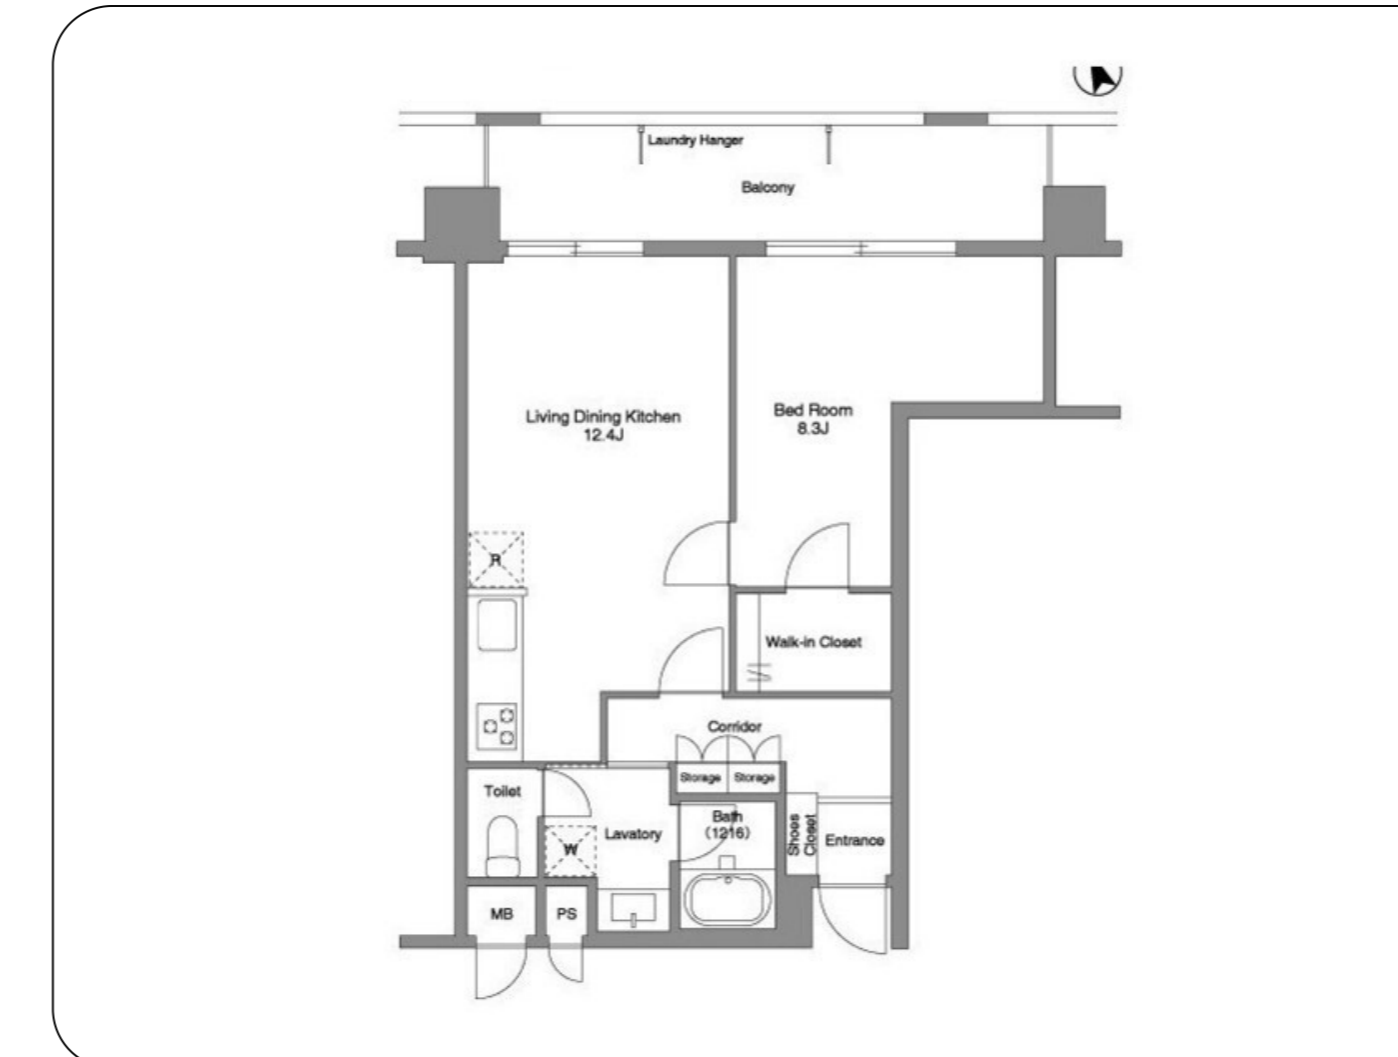 Laundry Hanger
Balcony
Living Dining Kitchen
12.4J
Bed Room
8.3J
R
Walk-in Closet
Corridor
Storage
Storage
Toilet
W
Lavatory
Bath
(1216)
Shoes
Closet
Entrance
MB
PS